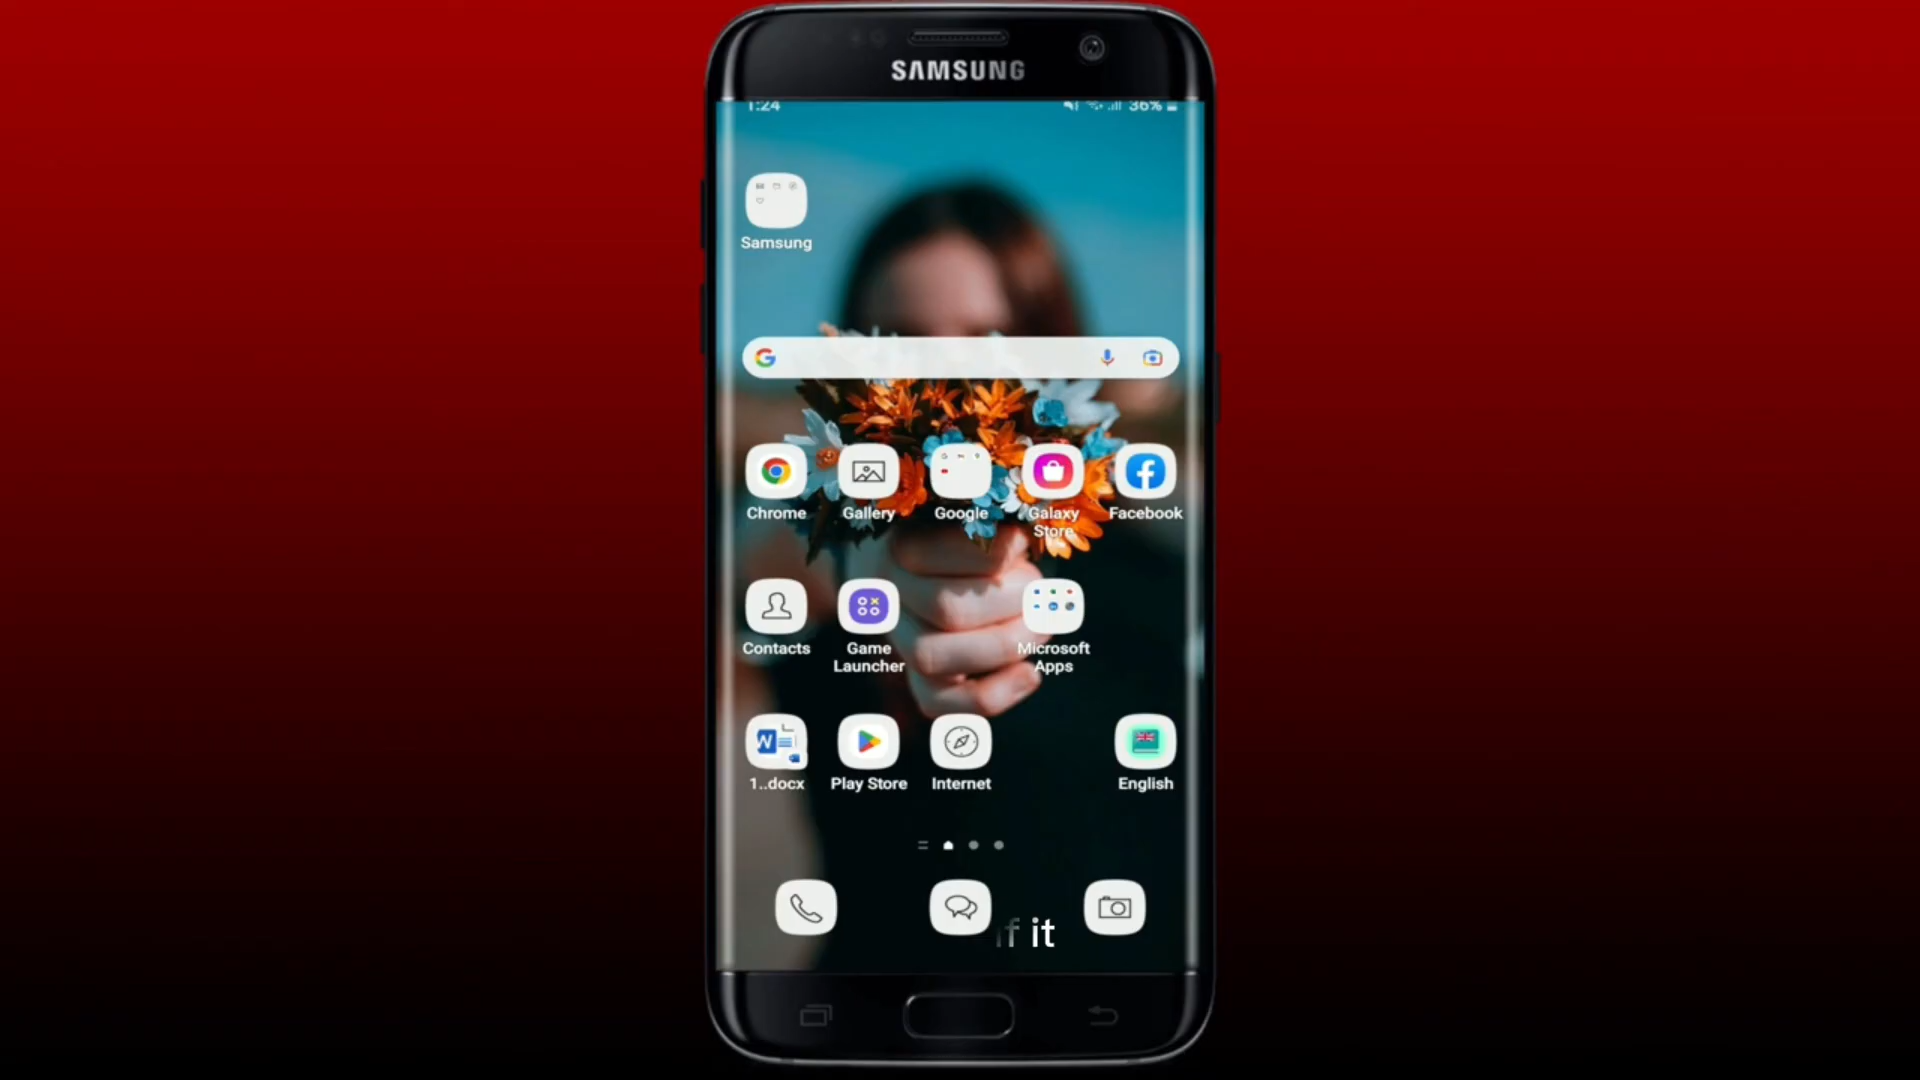 SAMSUNG
1:24
36%
Samsung
Chrome
Gallery
Google
Galaxy
Store
Facebook
Contacts
Game
Launcher
Microsoft
Apps
1..docx
Play Store
Internet
English
if it